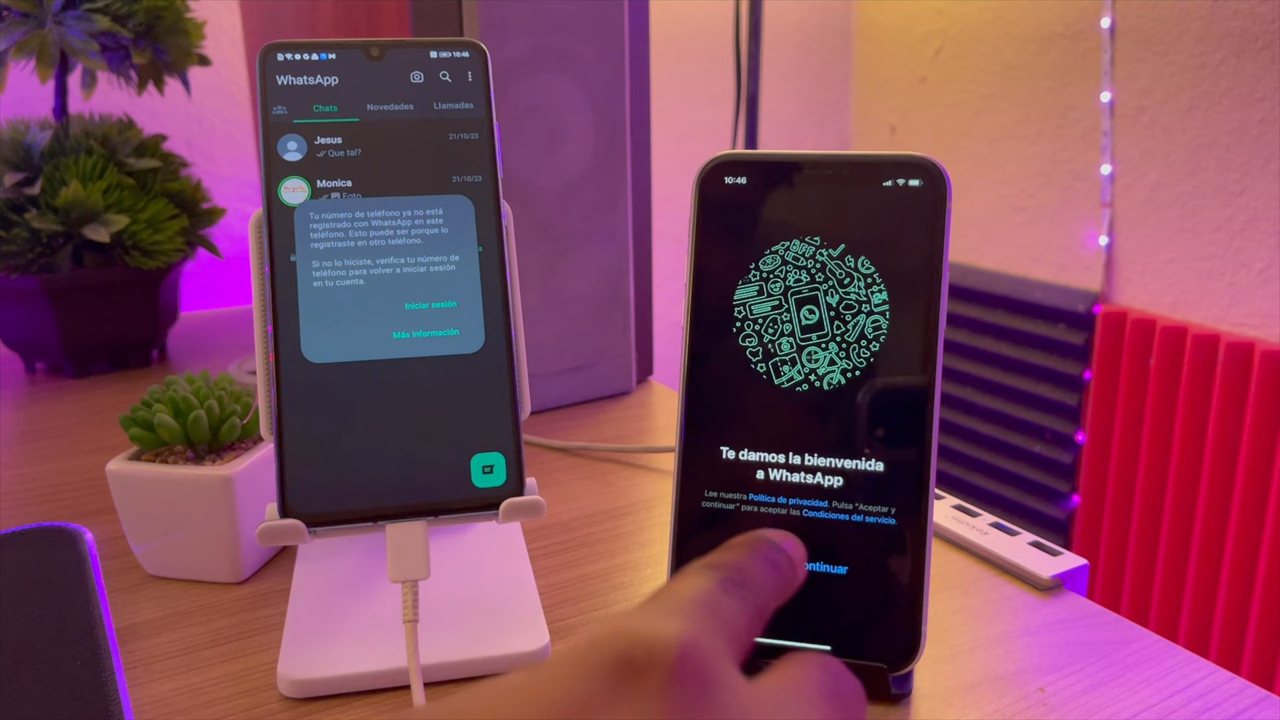 10:46
WhatsApp
Chats Novedades Llamadas
Jesus 21/10/23
Que tal?
Monica 21/10/23
Foto
Tu número de teléfono ya no está
registrado con WhatsApp en este
teléfono. Esto puede ser porque lo
registraste en otro teléfono.
Si no lo hiciste, verifica tu número de
teléfono para volver a iniciar sesión
en tu cuenta.
Iniciar sesión
Más Información
10:46
Te damos la bienvenida
a WhatsApp
Lee nuestra Política de privacidad. Pulsa "Aceptar y
continuar" para aceptar las Condiciones del servicio.
ontinuar